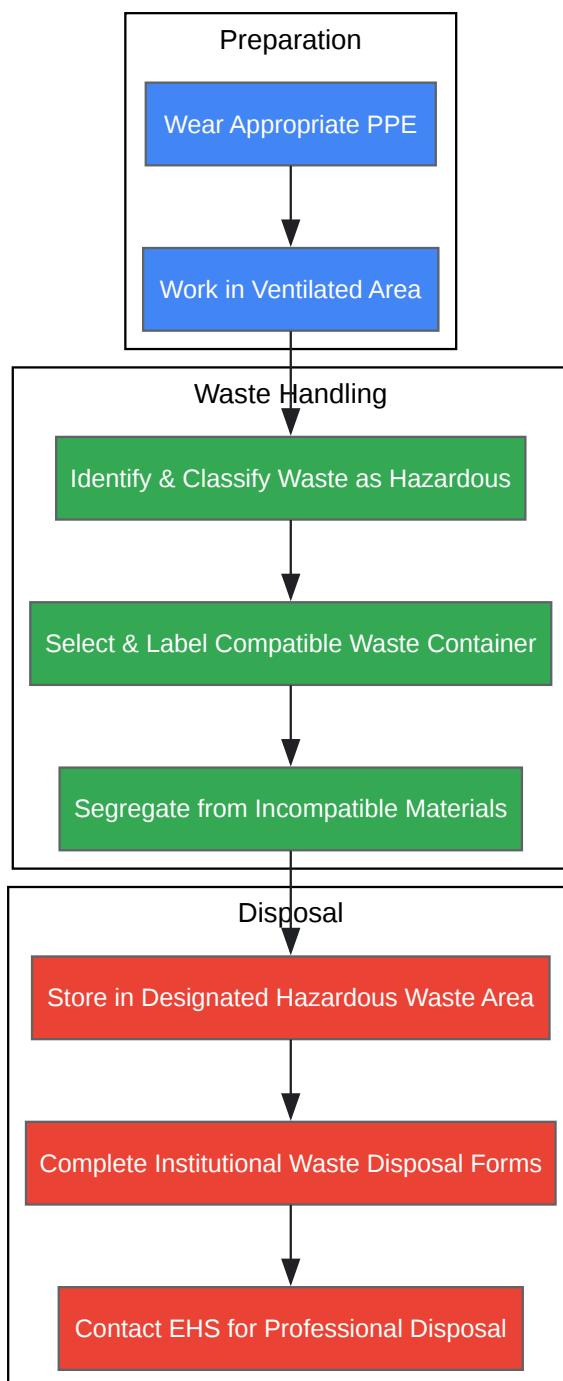 Preparation
Wear Appropriate PPE
Work in Ventilated Area
Waste Handling
Identify & Classify Waste as Hazardous
Select & Label Compatible Waste Container
Segregate from Incompatible Materials
Disposal
Store in Designated Hazardous Waste Area
Complete Institutional Waste Disposal Forms
Contact EHS for Professional Disposal